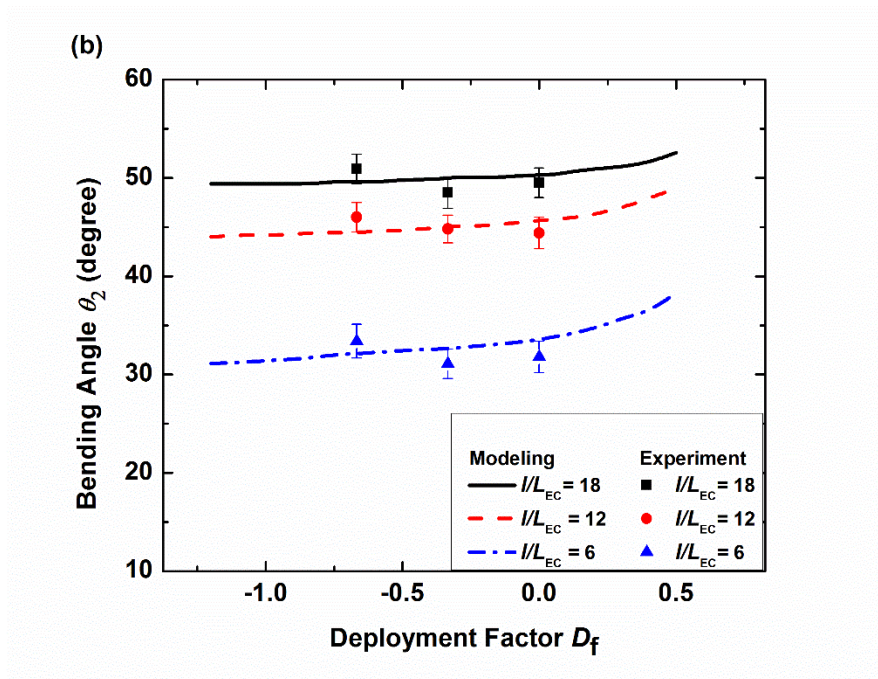 (b)
60
50
40
30
20
10
Bending Angle θ2 (degree)
Modeling Experiment
l/LEC = 18 l/LEC = 18
l/LEC = 12 l/LEC = 12
l/LEC = 6 l/LEC = 6
-1.0 -0.5 0.0 0.5
Deployment Factor Df